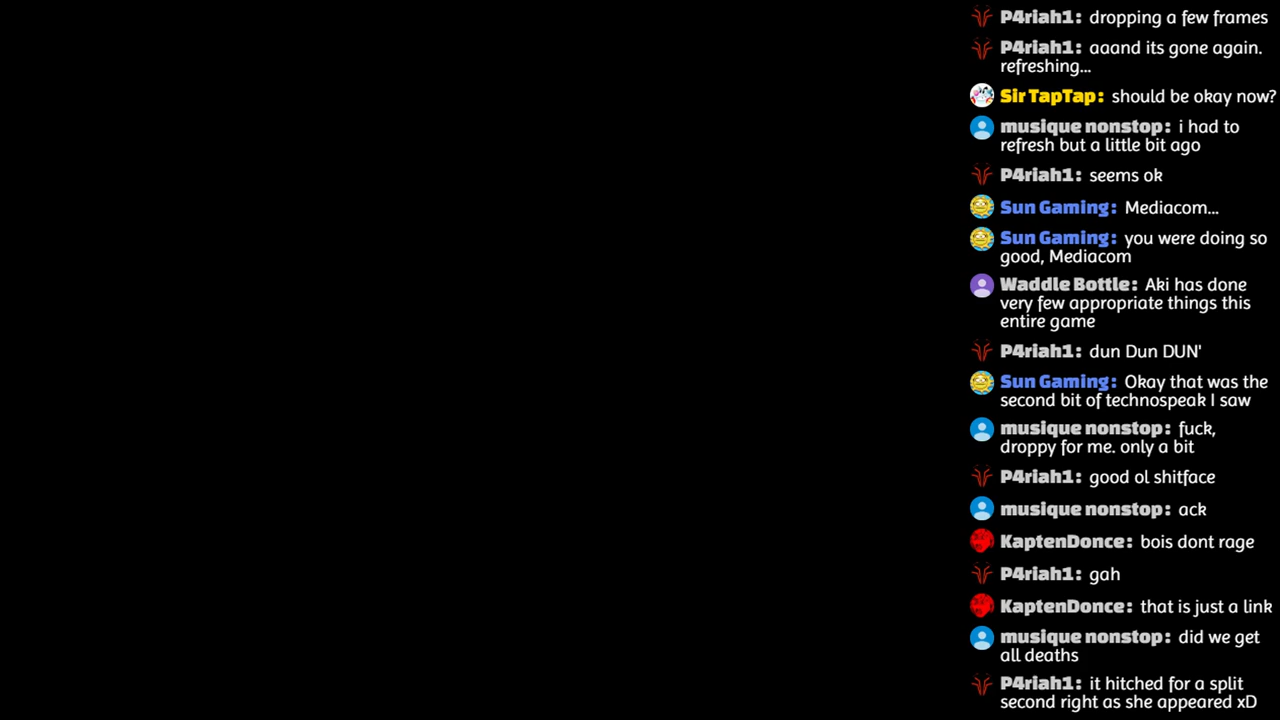 P4riah1: dropping a few frames
P4riah1: aaand its gone again.
refreshing...
Sir TapTap: should be okay now?
musique nonstop: i had to
refresh but a little bit ago
P4riah1: seems ok
Sun Gaming: Mediacom...
Sun Gaming: you were doing so
good, Mediacom
Waddle Bottle: Aki has done
very few appropriate things this
entire game
P4riah1: dun Dun DUN'
Sun Gaming: Okay that was the
second bit of technospeak I saw
musique nonstop: fuck,
droppy for me. only a bit
P4riah1: good ol shitface
musique nonstop: ack
KaptenDonce: bois dont rage
P4riah1: gah
KaptenDonce: that is just a link
musique nonstop: did we get
all deaths
P4riah1: it hitched for a split
second right as she appeared xD